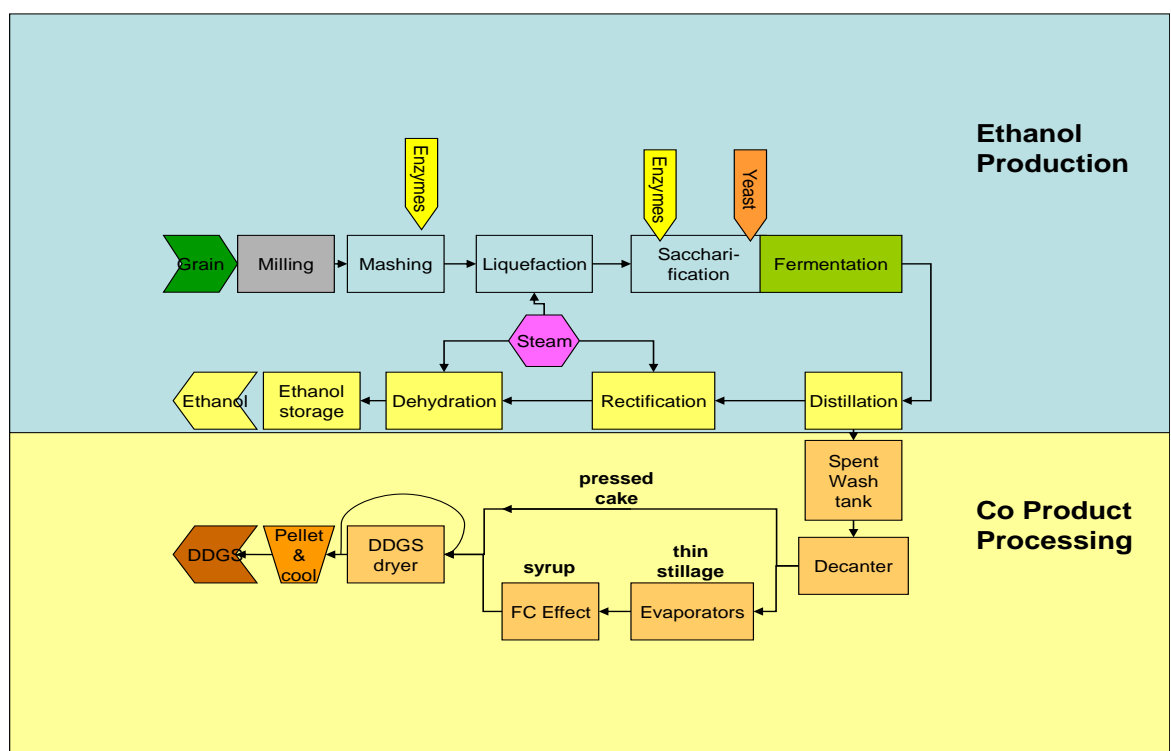 Ethanol
Production
Enzymes
Enzymes
Yeast
Grain
Milling
Mashing
Liquefaction
Sacchari-
fication
Fermentation
Steam
Ethanol
Ethanol
storage
Dehydration
Rectification
Distillation
Spent
Wash
tank
pressed
cake
Co Product
Processing
DDGS
Pellet
&
cool
DDGS
dryer
syrup
thin
stillage
FC Effect
Evaporators
Decanter